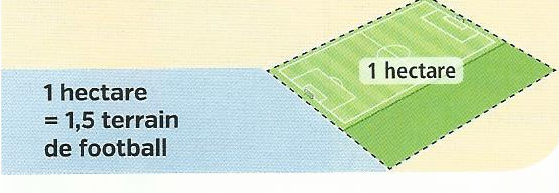 1 hectare
1 hectare
= 1,5 terrain
de football